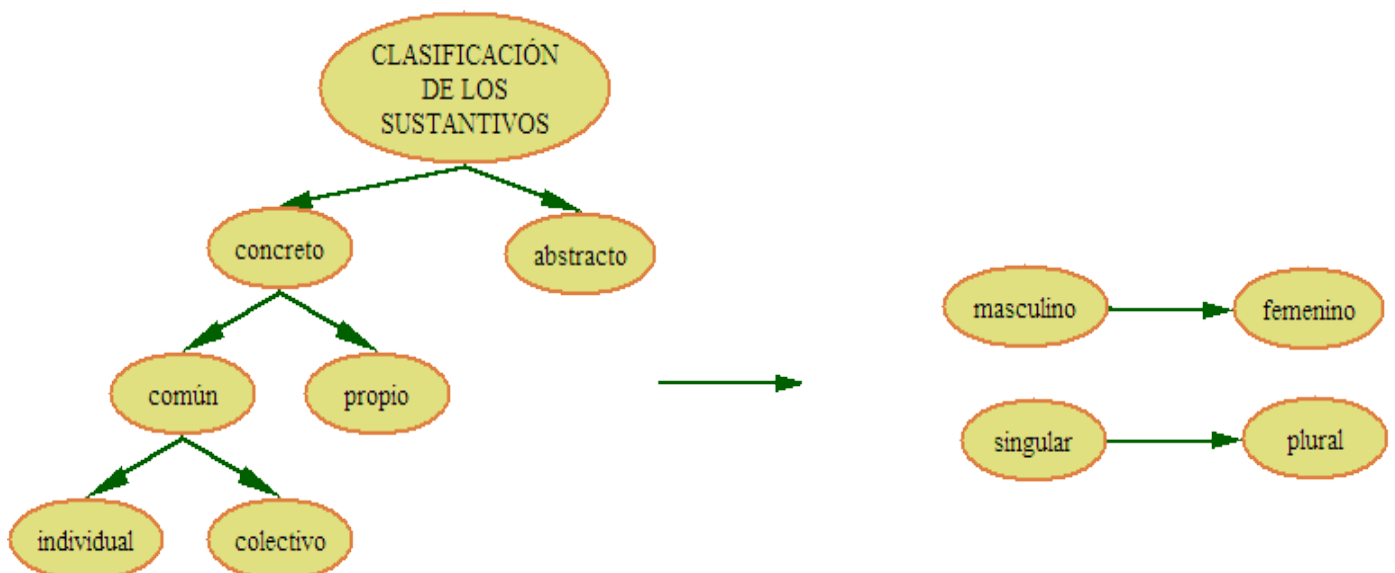 CLASIFICACIÓN
DE LOS
SUSTANTIVOS
concreto
abstracto
común
propio
individual
colectivo
masculino
femenino
singular
plural